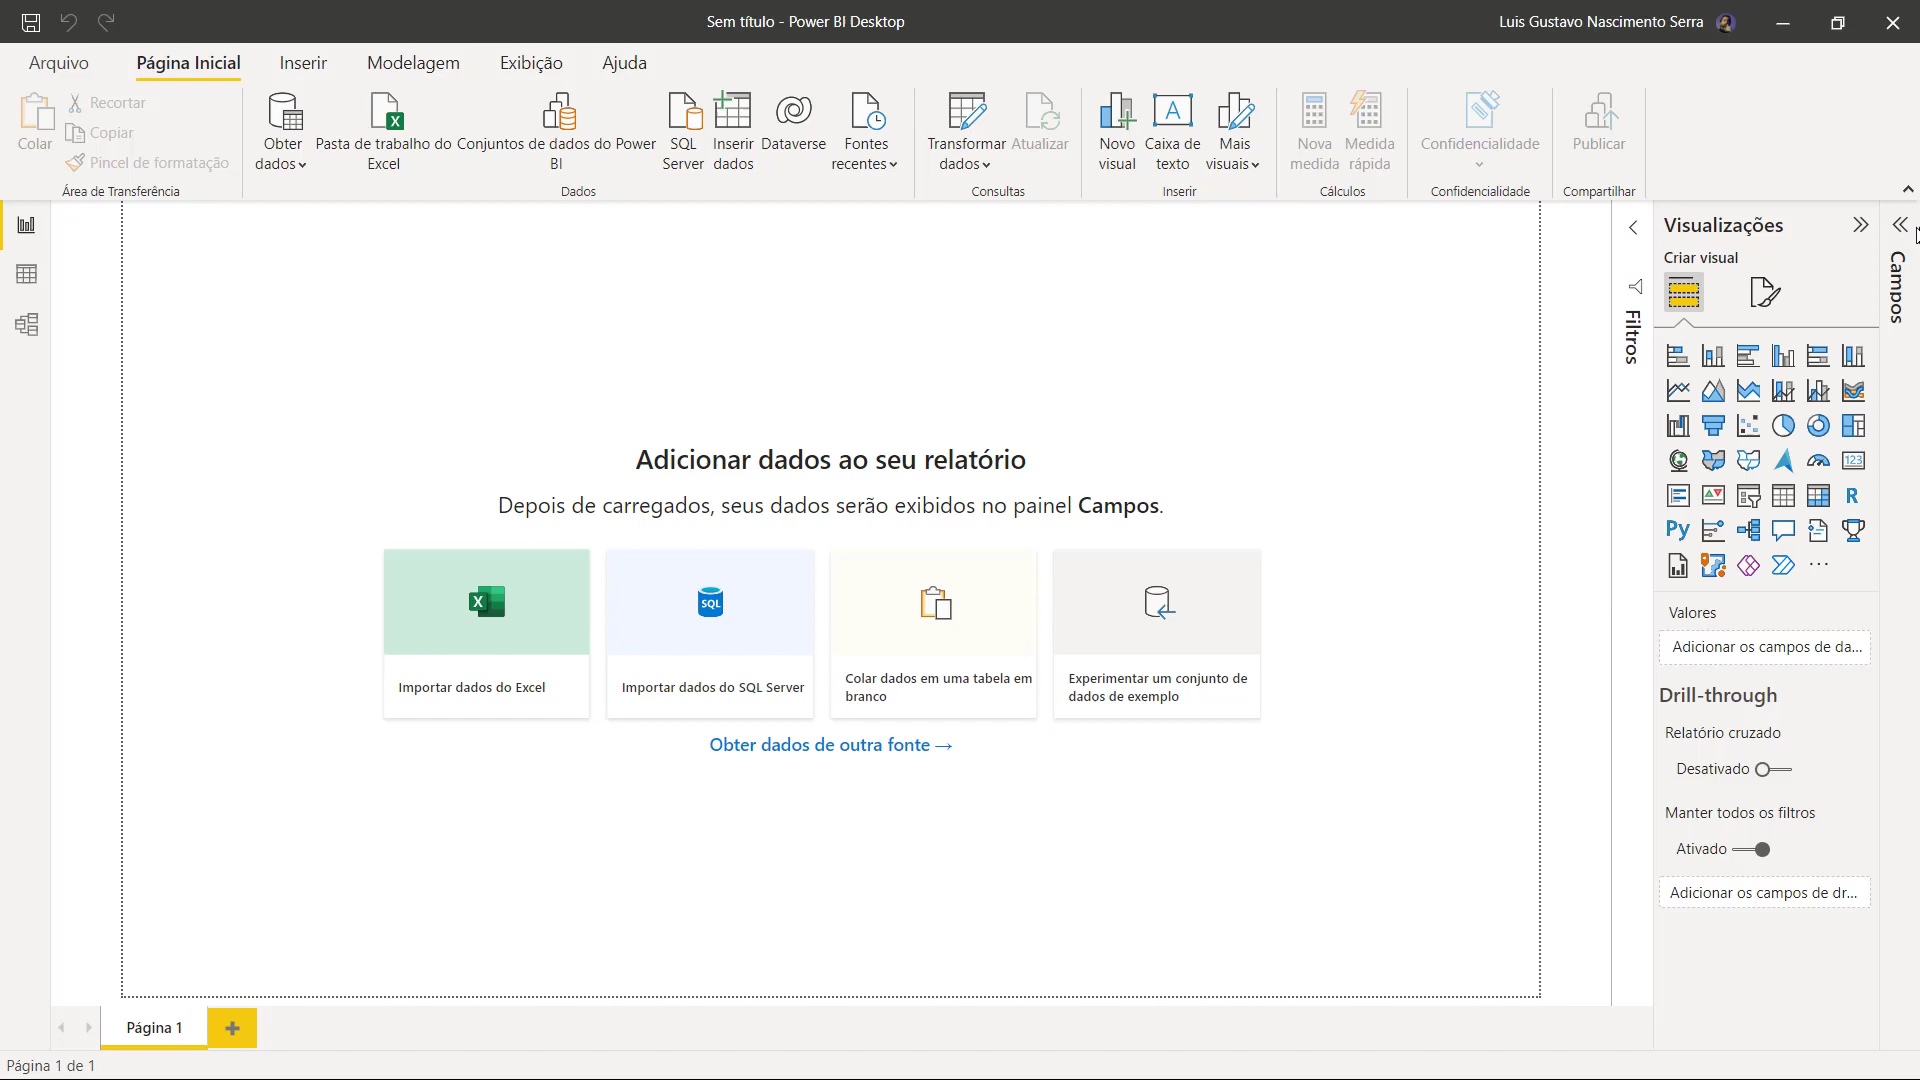 Sem título - Power BI Desktop
Luis Gustavo Nascimento Serra
Arquivo
Página Inicial
Inserir
Modelagem
Exibição
Ajuda
Colar
Recortar
Copiar
Pincel de formatação
Área de Transferência
Obter
dados
Pasta de trabalho do
Excel
Conjuntos de dados do Power
BI
SQL
Server
Inserir
dados
Dataverse
Fontes
recentes
Dados
Transformar
dados
Atualizar
Consultas
Novo
visual
Caixa de
texto
Mais
visuais
Inserir
Nova
medida
Medida
rápida
Cálculos
Confidencialidade
Confidencialidade
Publicar
Compartilhar
Filtros
Visualizações
Criar visual
Campos
123
R
Py
Adicionar dados ao seu relatório
Depois de carregados, seus dados serão exibidos no painel Campos.
X
SQL
Importar dados do Excel
Importar dados do SQL Server
Colar dados em uma tabela em
branco
Experimentar um conjunto de
dados de exemplo
Obter dados de outra fonte →
Valores
Adicionar os campos de da...
Drill-through
Relatório cruzado
Desativado
Manter todos os filtros
Ativado
Adicionar os campos de dr...
Página 1
Página 1 de 1